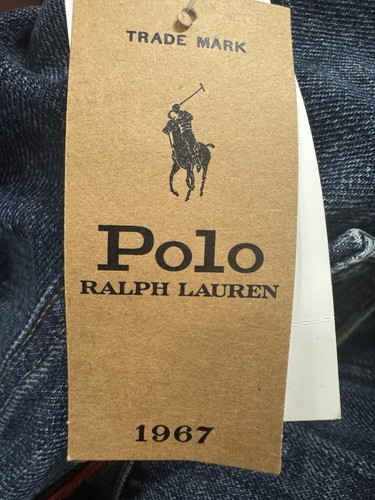 TRADE MARK
Polo
RALPH LAUREN
1967